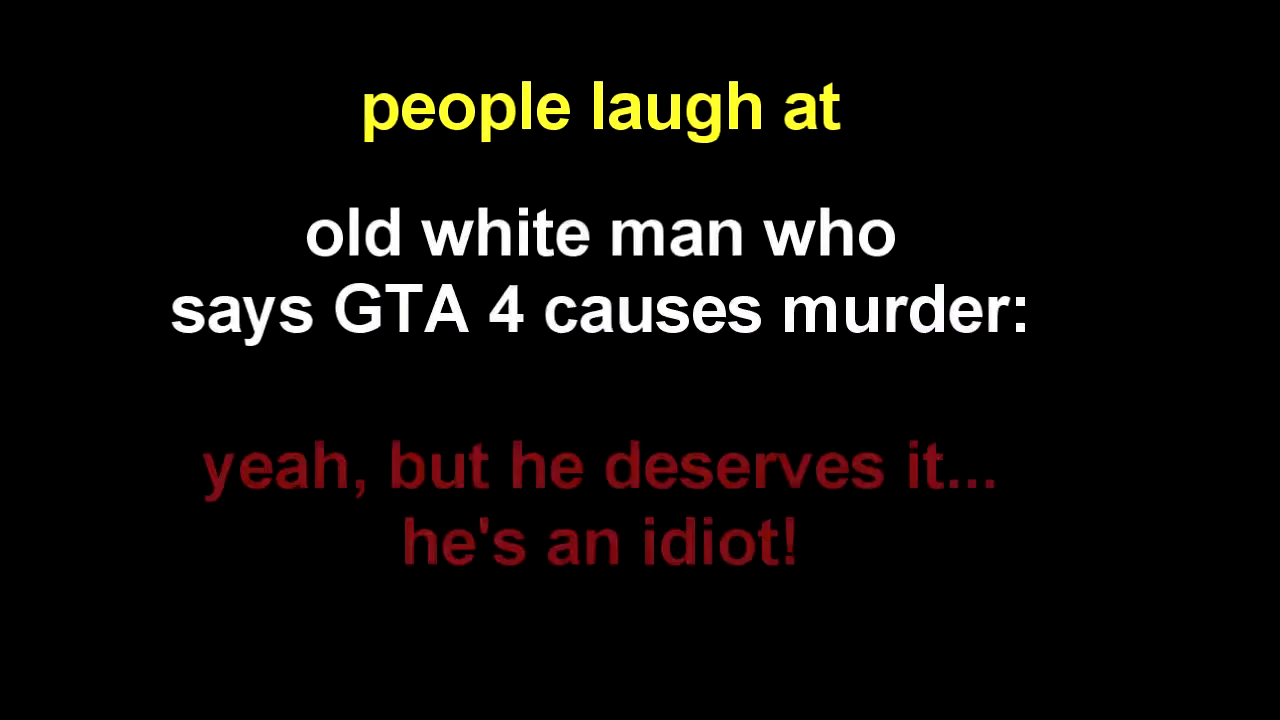 people laugh at
old white man who
says GTA 4 causes murder:
yeah, but he deserves it...
he's an idiot!